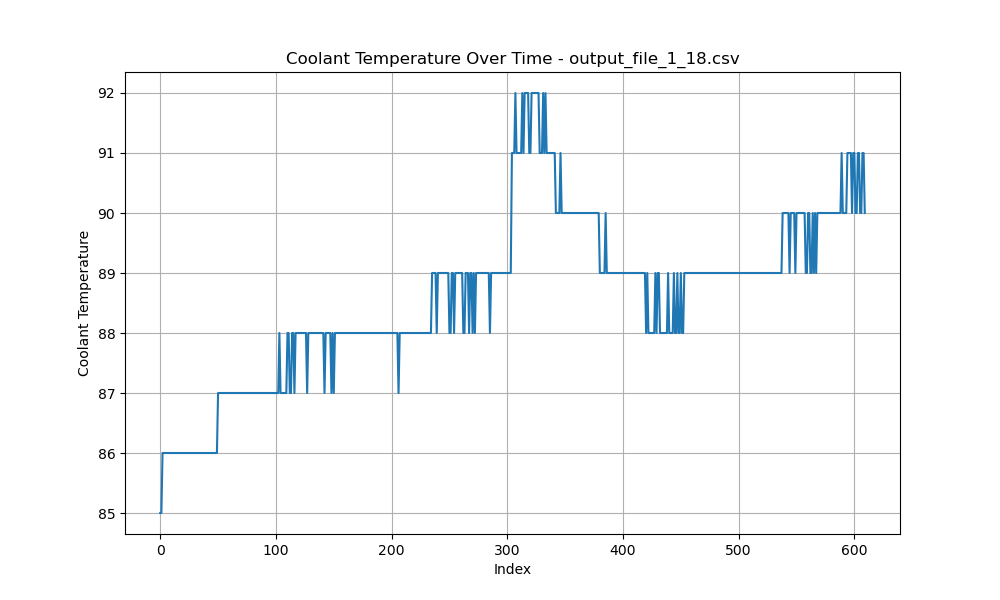 Coolant Temperature Over Time - output_file_1_18.csv
Coolant Temperature
92
91
90
89
88
87
86
85
0 100 200 300 400 500 600
Index